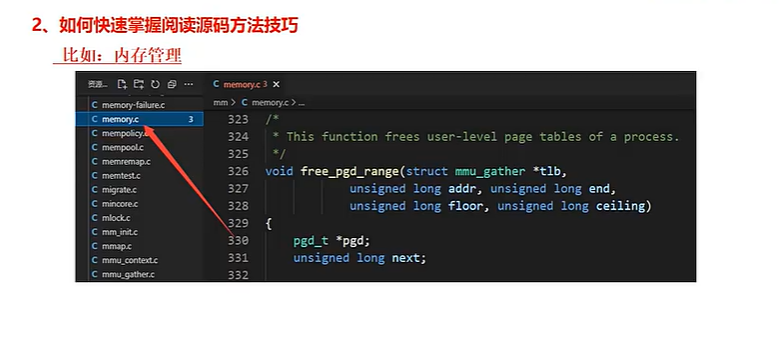 2、如何快速掌握阅读源码方法技巧
比如：内存管理
资源...
memory.c 3
memory-failure.c
mm > C memory.c > ...
C memory.c 3
C mempolicy.c
C mempool.c
C memremap.c
C memtest.c
C migrate.c
C mincore.c
C mlock.c
C mm_init.c
C mmap.c
C mmu_context.c
C mmu_gather.c
323 /*
324 * This function frees user-level page tables of a process.
325 */
326 void free_pgd_range(struct mmu_gather *tlb,
327 unsigned long addr, unsigned long end,
328 unsigned long floor, unsigned long ceiling)
329 {
330 pgd_t *pgd;
331 unsigned long next;
332